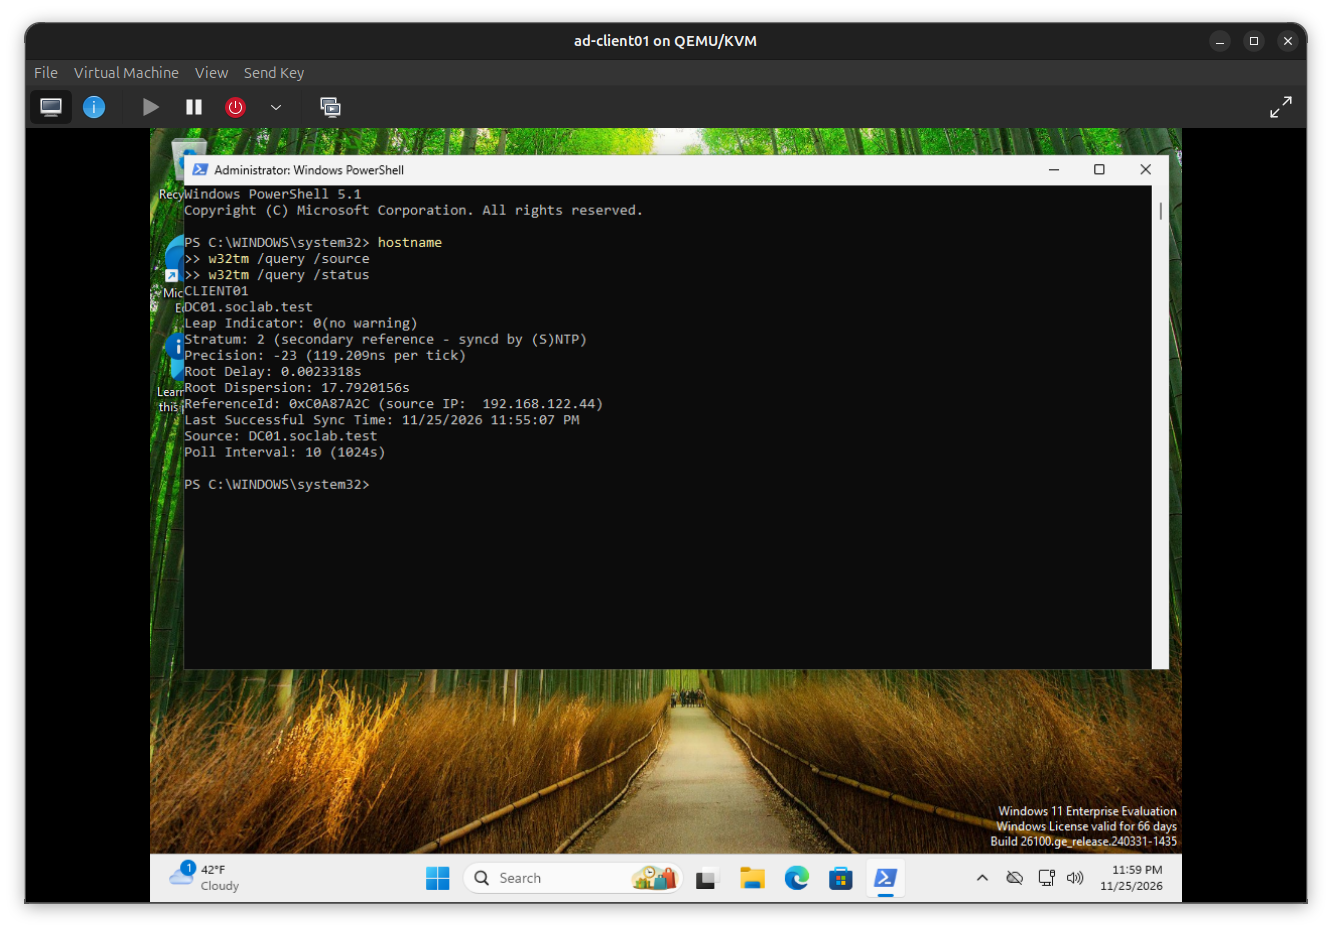 ad-client01 on QEMU/KVM
File Virtual Machine View Send Key
Administrator: Windows PowerShell
Windows PowerShell 5.1
Copyright (C) Microsoft Corporation. All rights reserved.
PS C:\WINDOWS\system32> hostname
>> w32tm /query /source
>> w32tm /query /status
CLIENT01
DC01.soclab.test
Leap Indicator: 0(no warning)
Stratum: 2 (secondary reference - syncd by (S)NTP)
Precision: -23 (119.209ns per tick)
Root Delay: 0.0023318s
Root Dispersion: 17.7920156s
ReferenceId: 0xC0A87A2C (source IP:  192.168.122.44)
Last Successful Sync Time: 11/25/2026 11:55:07 PM
Source: DC01.soclab.test
Poll Interval: 10 (1024s)
PS C:\WINDOWS\system32>
Recy
Mic
E
Learn
this
Windows 11 Enterprise Evaluation
Windows License valid for 66 days
Build 26100.ge_release.240331-1435
1
42°F
Cloudy
Search
11:59 PM
11/25/2026